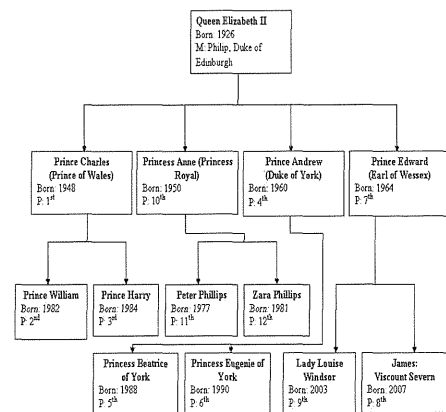 Queen Elizabeth II
Born: 1926
M: Philip, Duke of
Edinburgh
Prince Charles
(Prince of Wales)
Born: 1948
P: 1st
Princess Anne (Princess
Royal)
Born: 1950
P: 10th
Prince Andrew
(Duke of York)
Born: 1960
P: 4th
Prince Edward
(Earl of Wessex)
Born: 1964
P: 7th
Prince William
Born: 1982
P: 2nd
Prince Harry
Born: 1984
P: 3rd
Peter Phillips
Born: 1977
P: 11th
Zara Phillips
Born: 1981
P: 12th
Princess Beatrice
of York
Born: 1988
P: 5th
Princess Eugenie of
York
Born: 1990
P: 6th
Lady Louise
Windsor
Born: 2003
P: 9th
James:
Viscount Severn
Born: 2007
P: 8th